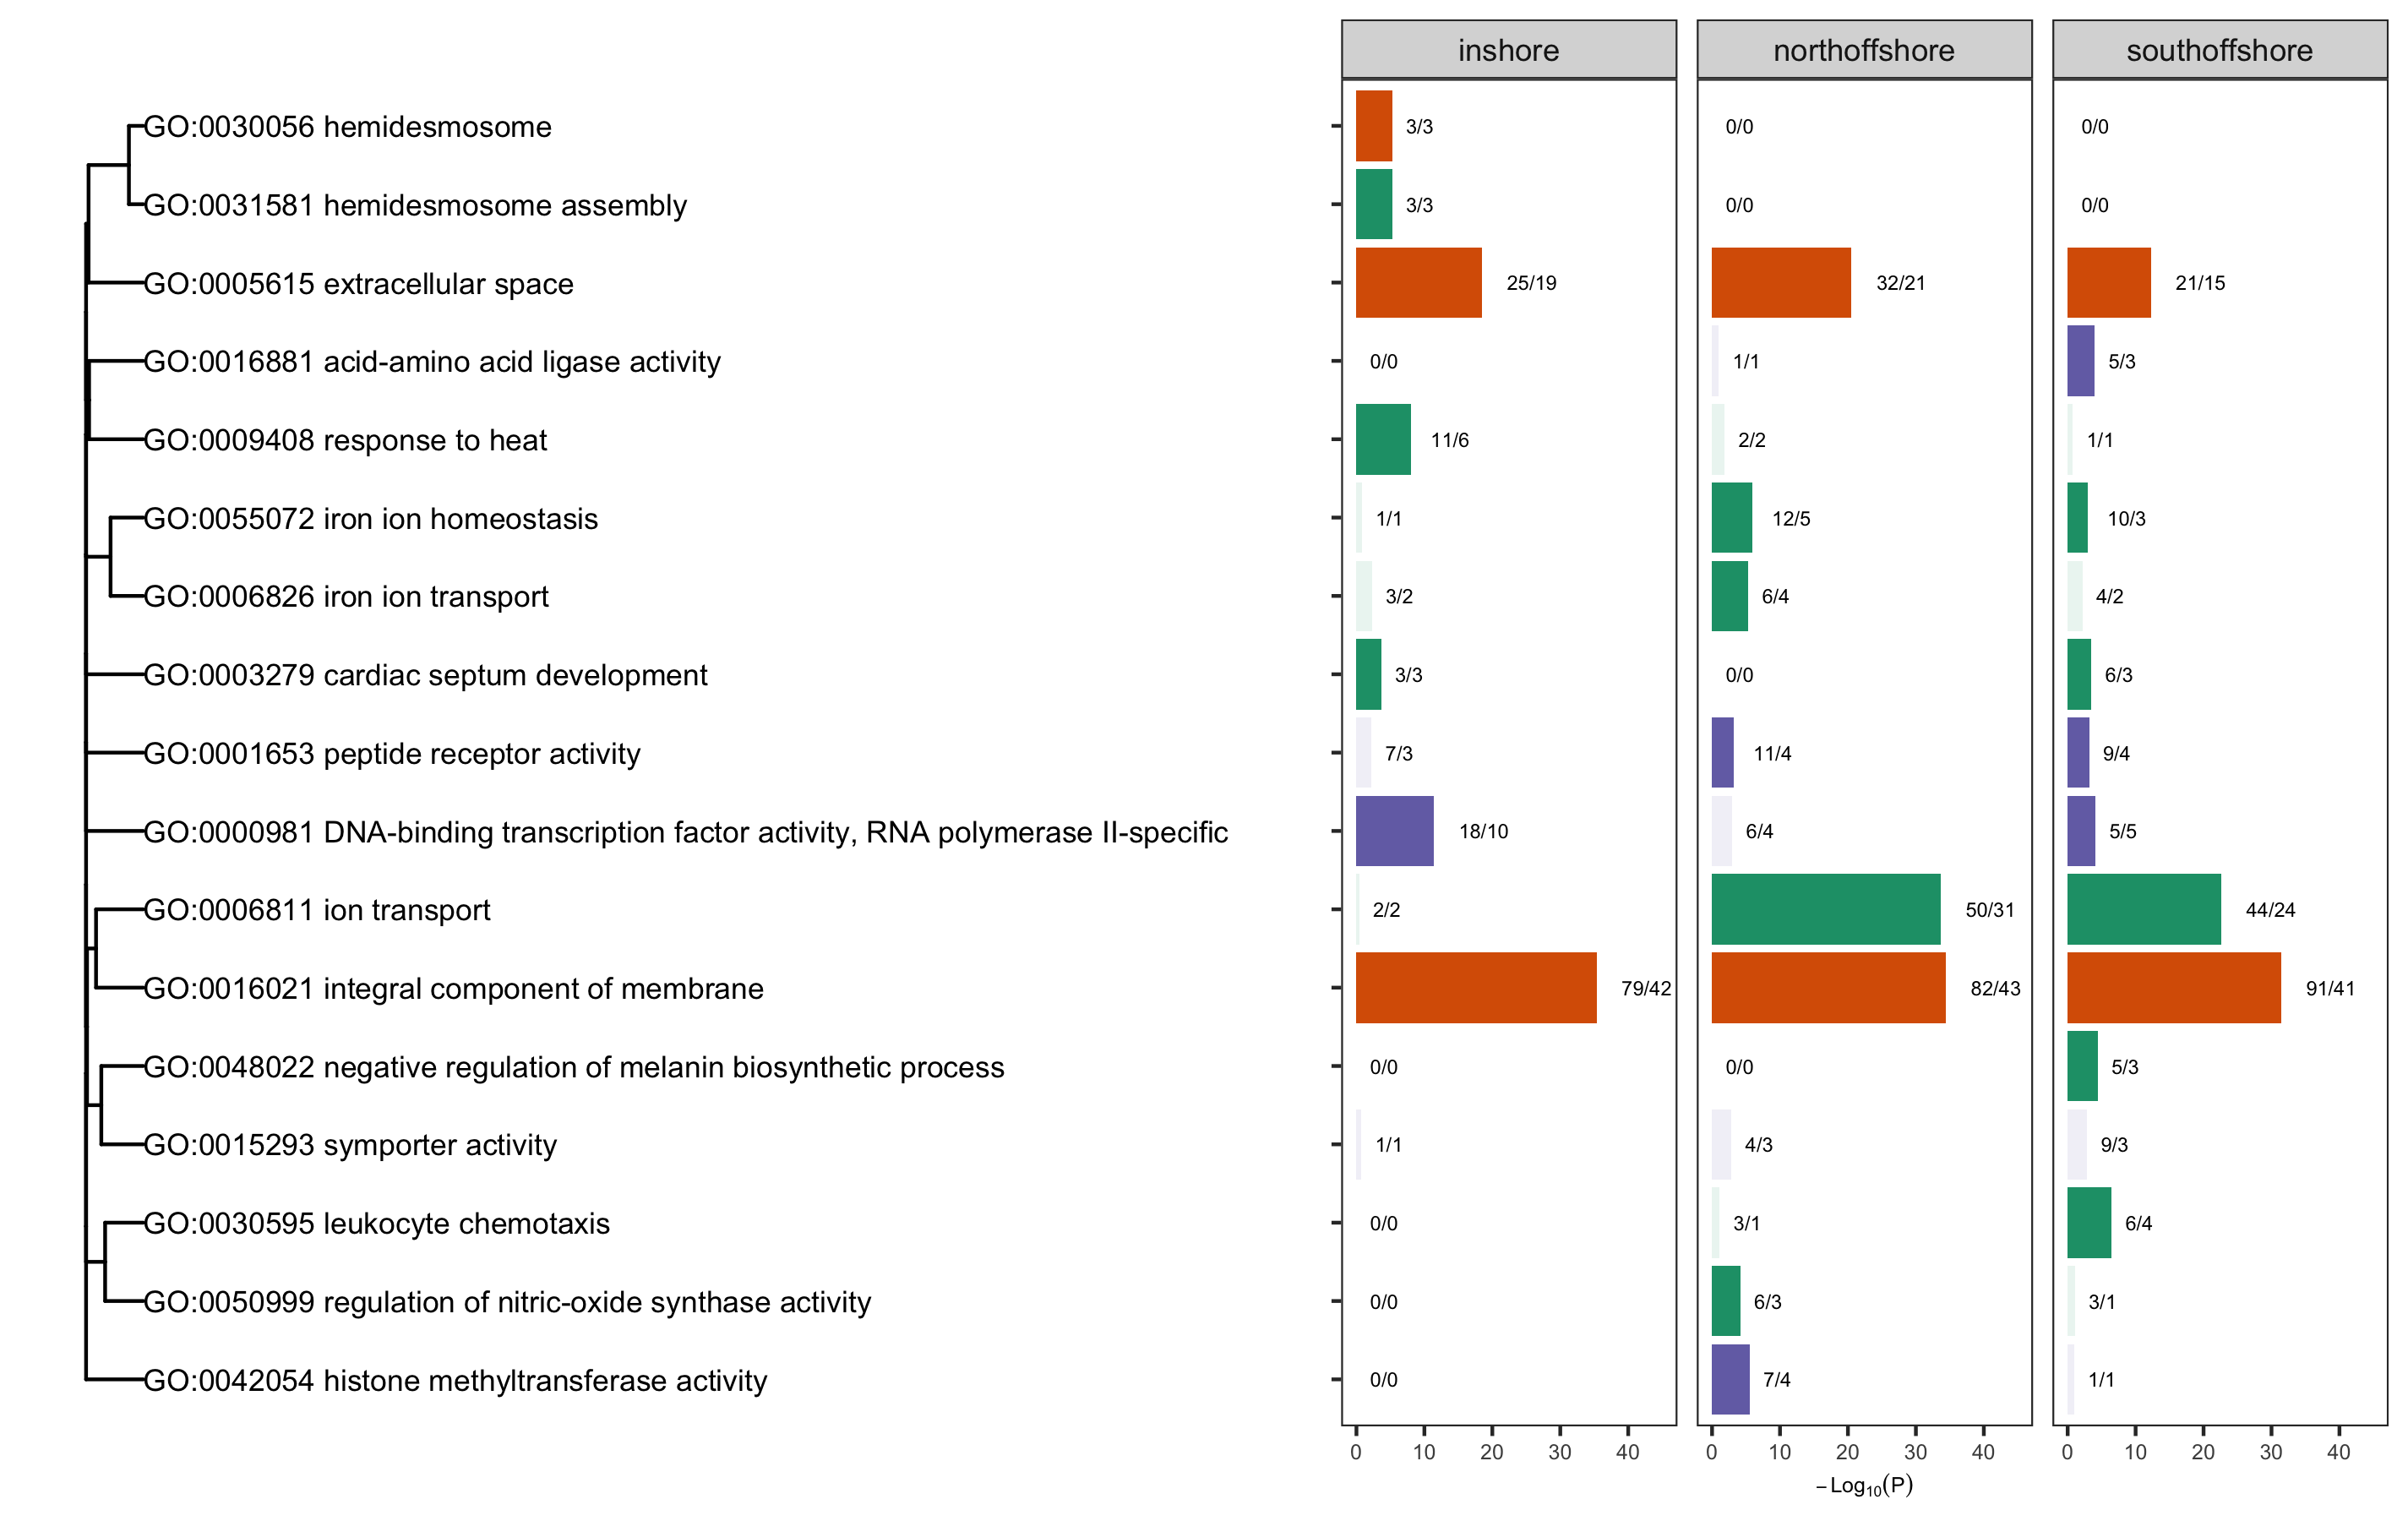 inshore northoffshore southoffshore
GO:0030056 hemidesmosome 3/3 0/0 0/0
GO:0031581 hemidesmosome assembly 3/3 0/0 0/0
GO:0005615 extracellular space 25/19 32/21 21/15
GO:0016881 acid-amino acid ligase activity 0/0 1/1 5/3
GO:0009408 response to heat 11/6 2/2 1/1
GO:0055072 iron ion homeostasis 1/1 12/5 10/3
GO:0006826 iron ion transport 3/2 6/4 4/2
GO:0003279 cardiac septum development 3/3 0/0 6/3
GO:0001653 peptide receptor activity 7/3 11/4 9/4
GO:0000981 DNA-binding transcription factor activity, RNA polymerase II-specific 18/10 6/4 5/5
GO:0006811 ion transport 2/2 50/31 44/24
GO:0016021 integral component of membrane 79/42 82/43 91/41
GO:0048022 negative regulation of melanin biosynthetic process 0/0 0/0 5/3
GO:0015293 symporter activity 1/1 4/3 9/3
GO:0030595 leukocyte chemotaxis 0/0 3/1 6/4
GO:0050999 regulation of nitric-oxide synthase activity 0/0 6/3 3/1
GO:0042054 histone methyltransferase activity 0/0 7/4 1/1
0 10 20 30 40 0 10 20 30 40 0 10 20 30 40
−Log₁₀(P)